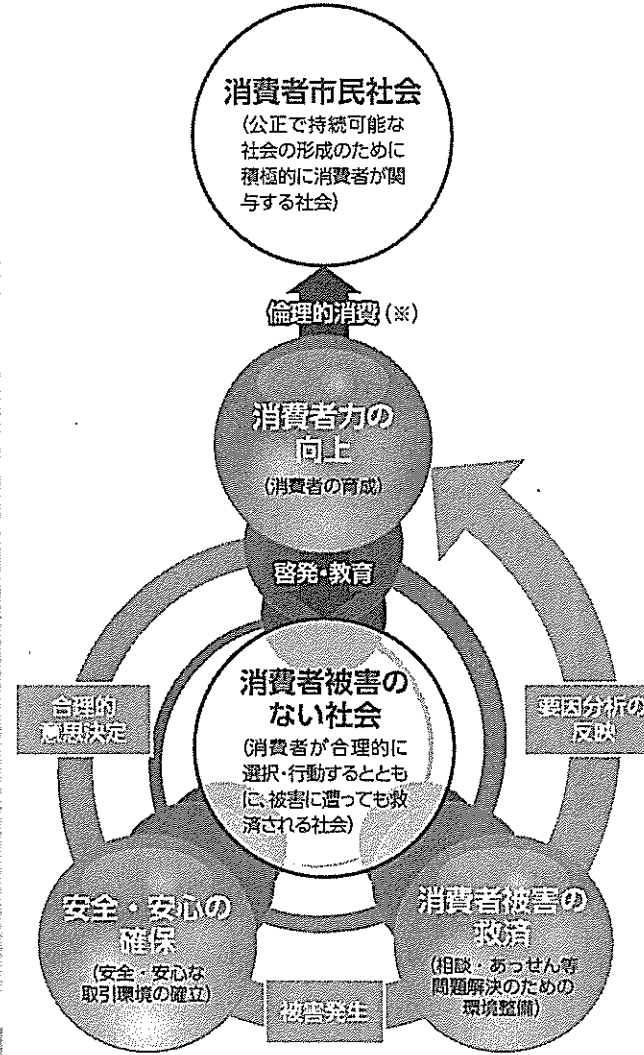 消費者市民社会
(公正で持続可能な
社会の形成のために
積極的に消費者が関
与する社会)
倫理的消費(※)
消費者力の
向上
(消費者の育成)
啓発・教育
消費者被害の
ない社会
(消費者が合理的に
選択・行動するととも
に、被害に遭っても救
済される社会)
合理的
意思決定
要因分析の
反映
安全・安心の
確保
(安全・安心な
取引環境の確立)
消費者被害の
救済
(相談・あっせん等
問題解決のための
環境整備)
被害発生